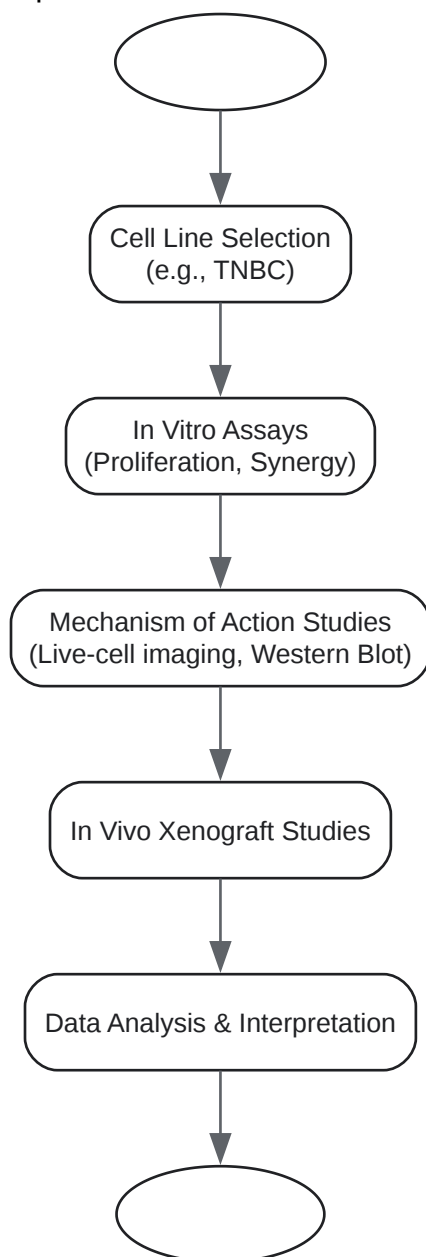 Cell Line Selection
(e.g., TNBC)
In Vitro Assays
(Proliferation, Synergy)
Mechanism of Action Studies
(Live-cell imaging, Western Blot)
In Vivo Xenograft Studies
Data Analysis & Interpretation